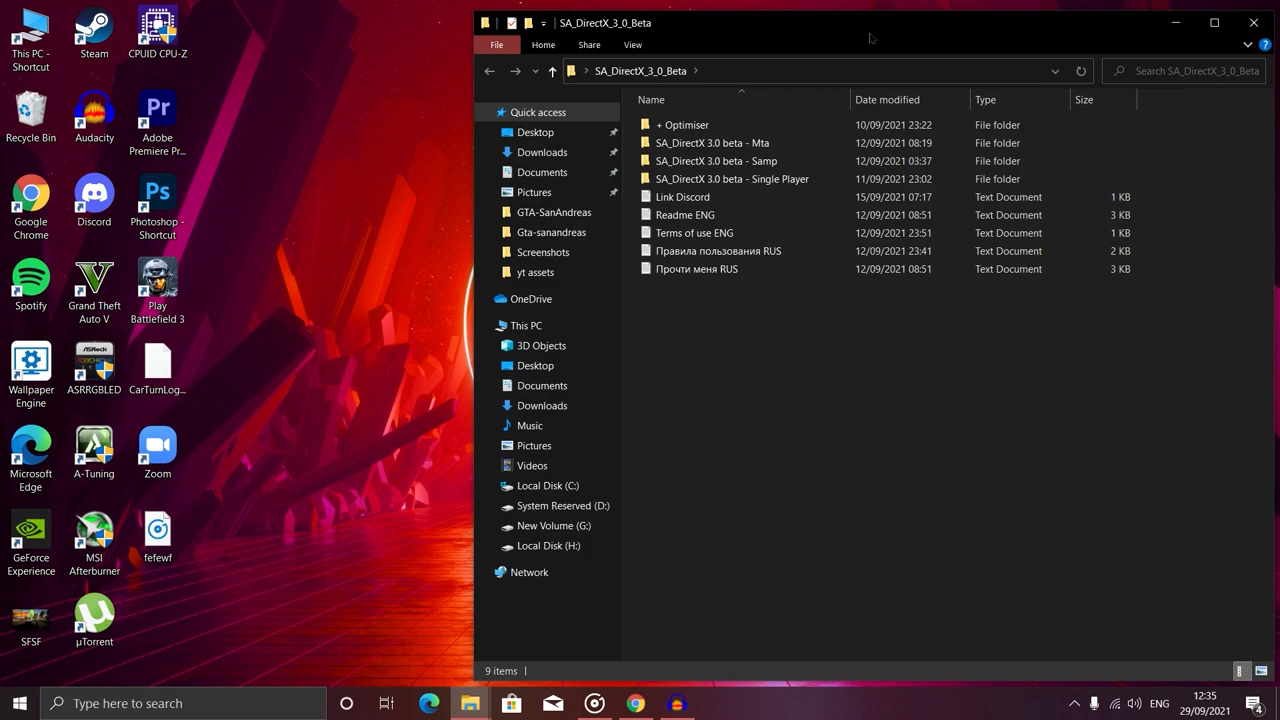 This PC - Shortcut
Steam
CPUID CPU-Z
Recycle Bin
Audacity
Adobe Premiere Pr...
Google Chrome
Discord
Photoshop - Shortcut
Spotify
Grand Theft Auto V
Play Battlefield 3
Wallpaper Engine
ASRRGBLED
CarTurnLog...
Microsoft Edge
A-Tuning
Zoom
GeForce Experience
MSI Afterburner
fefewf
SFSF
µTorrent
SA_DirectX_3_0_Beta
File Home Share View
SA_DirectX_3_0_Beta
Search SA_DirectX_3_0_Beta
Quick access
Desktop
Downloads
Documents
Pictures
GTA-SanAndreas
Gta-sanandreas
Screenshots
yt assets
OneDrive
This PC
3D Objects
Desktop
Documents
Downloads
Music
Pictures
Videos
Local Disk (C:)
System Reserved (D:)
New Volume (G:)
Local Disk (H:)
Network
Name Date modified Type Size
+ Optimiser 10/09/2021 23:22 File folder
SA_DirectX 3.0 beta - Mta 12/09/2021 08:19 File folder
SA_DirectX 3.0 beta - Samp 12/09/2021 03:37 File folder
SA_DirectX 3.0 beta - Single Player 11/09/2021 23:02 File folder
Link Discord 15/09/2021 07:17 Text Document 1 KB
Readme ENG 12/09/2021 08:51 Text Document 3 KB
Terms of use ENG 12/09/2021 23:51 Text Document 1 KB
Правила пользования RUS 12/09/2021 23:41 Text Document 2 KB
Прочти меня RUS 12/09/2021 08:51 Text Document 3 KB
9 items
Type here to search
ENG
12:35
29/09/2021
4